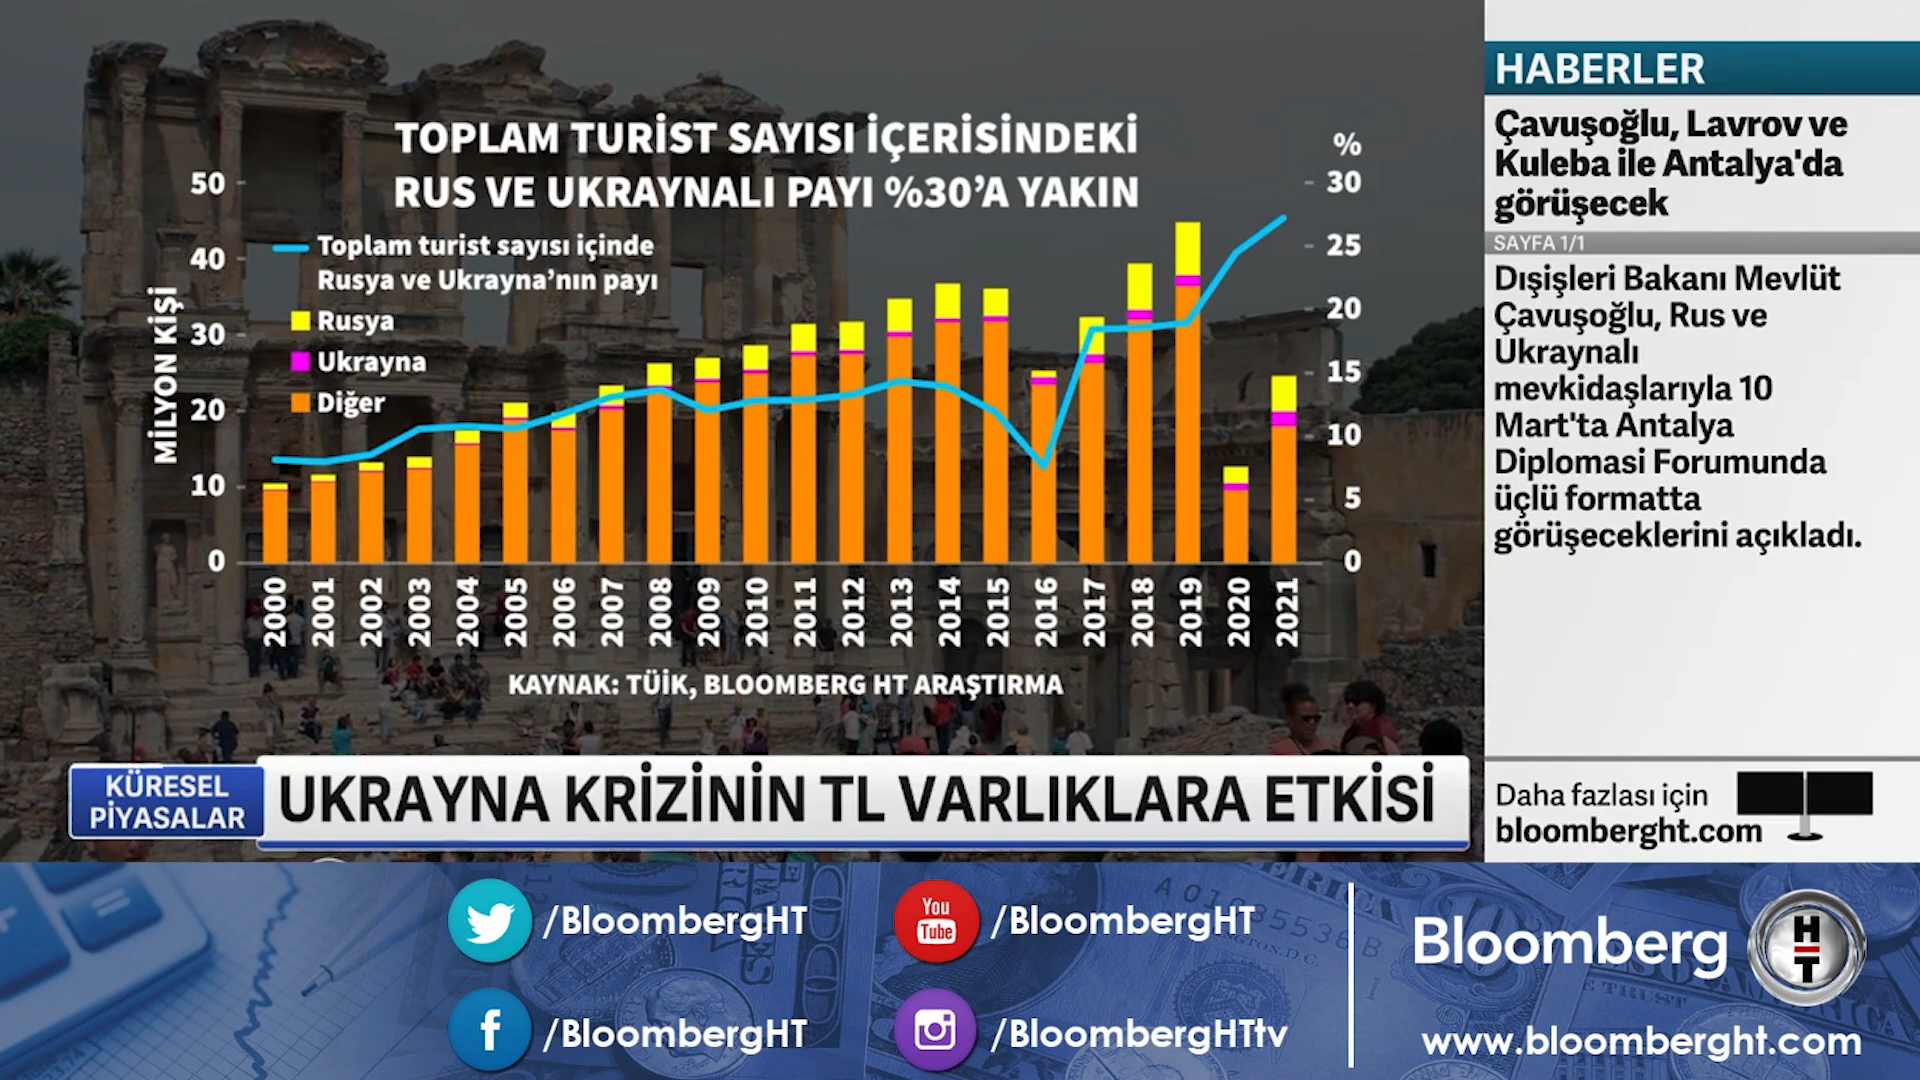 TOPLAM TURİST SAYISI İÇERİSİNDEKİ
RUS VE UKRAYNALI PAYI %30'A YAKIN
Toplam turist sayısı içinde
Rusya ve Ukrayna'nın payı
Rusya
Ukrayna
Diğer
MİLYON KİŞİ
50
40
30
20
10
0
%
30
25
20
15
10
5
0
2000
2001
2002
2003
2004
2005
2006
2007
2008
2009
2010
2011
2012
2013
2014
2015
2016
2017
2018
2019
2020
2021
KAYNAK: TÜİK, BLOOMBERG HT ARAŞTIRMA
KÜRESEL
PİYASALAR
UKRAYNA KRİZİNİN TL VARLIKLARA ETKİSİ
HABERLER
Çavuşoğlu, Lavrov ve
Kuleba ile Antalya'da
görüşecek
SAYFA 1/1
Dışişleri Bakanı Mevlüt
Çavuşoğlu, Rus ve
Ukraynalı
mevkidaşlarıyla 10
Mart'ta Antalya
Diplomasi Forumunda
üçlü formatta
görüşeceklerini açıkladı.
Daha fazlası için
bloomberght.com
/BloombergHT
You
Tube
/BloombergHT
f
/BloombergHT
/BloombergHTtv
Bloomberg
HT
www.bloomberght.com